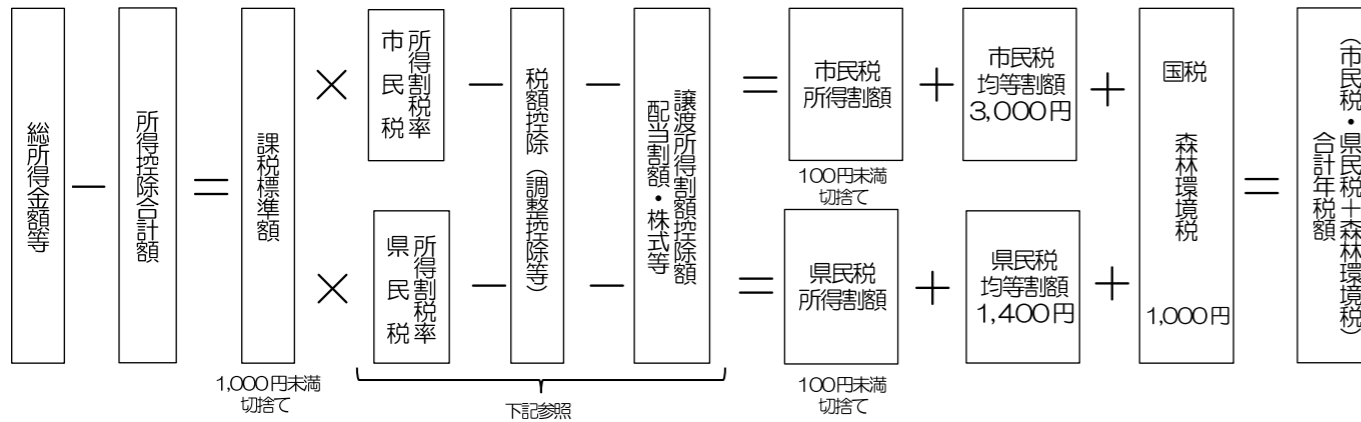 総所得金額等
－
所得控除合計額
＝
課税標準額
1,000円未満
切捨て
×
市民税
所得割税率
×
県民税
所得割税率
－
－
税額控除（調整控除等）
－
－
配当割額・株式等
譲渡所得割額控除額
下記参照
＝
市民税
所得割額
100円未満
切捨て
＝
県民税
所得割額
100円未満
切捨て
＋
市民税
均等割額
3,000円
＋
県民税
均等割額
1,400円
＋
＋
国税
森林環境税
1,000円
＝
（市民税・県民税＋森林環境税）
合計年税額